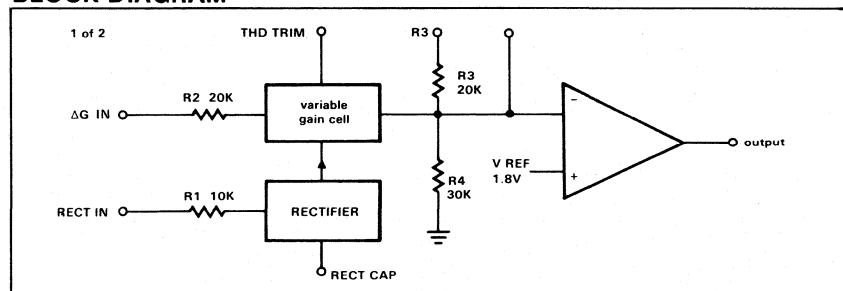 BLOCK DIAGRAM
1 of 2
THD TRIM
R3
R3
20K
R2 20K
ΔG IN
variable
gain cell
−
output
V REF
1.8V
+
R4
30K
R1 10K
RECT IN
RECTIFIER
RECT CAP